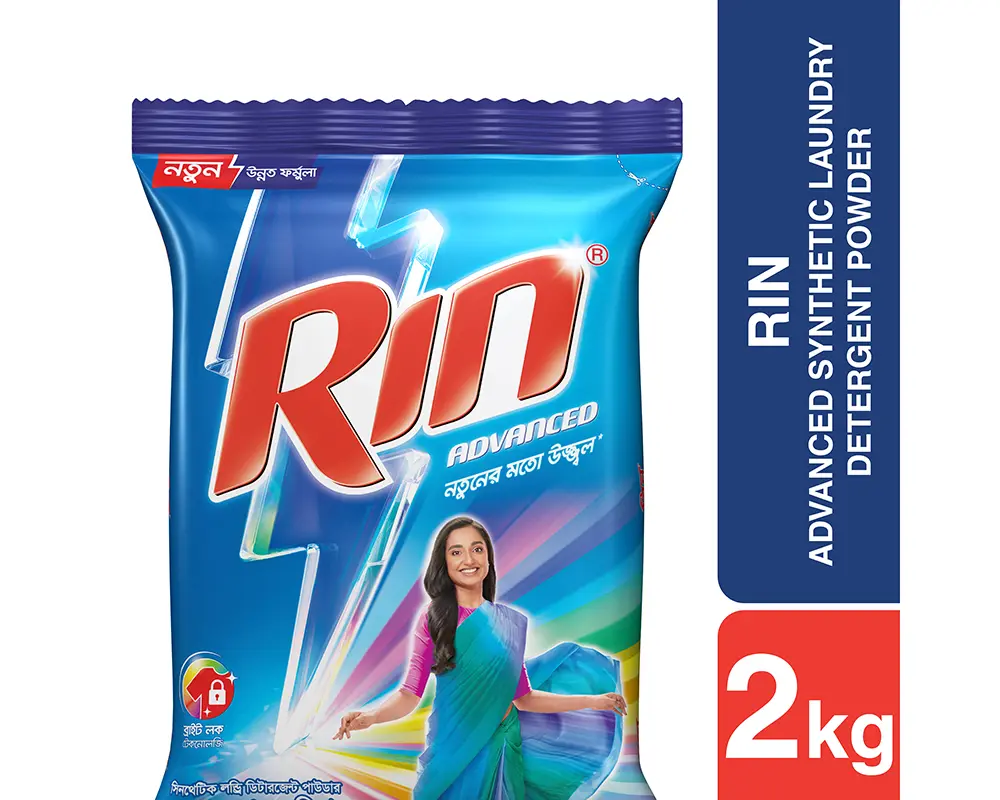 নতুন উন্নত ফর্মুলা
Rin®
ADVANCED
নতুনের মতো উজ্জ্বল*
ব্রাইট লক
টেকনোলজি
সিনথেটিক লন্ড্রি ডিটারজেন্ট পাউডার
RIN
ADVANCED SYNTHETIC LAUNDRY
DETERGENT POWDER
2kg